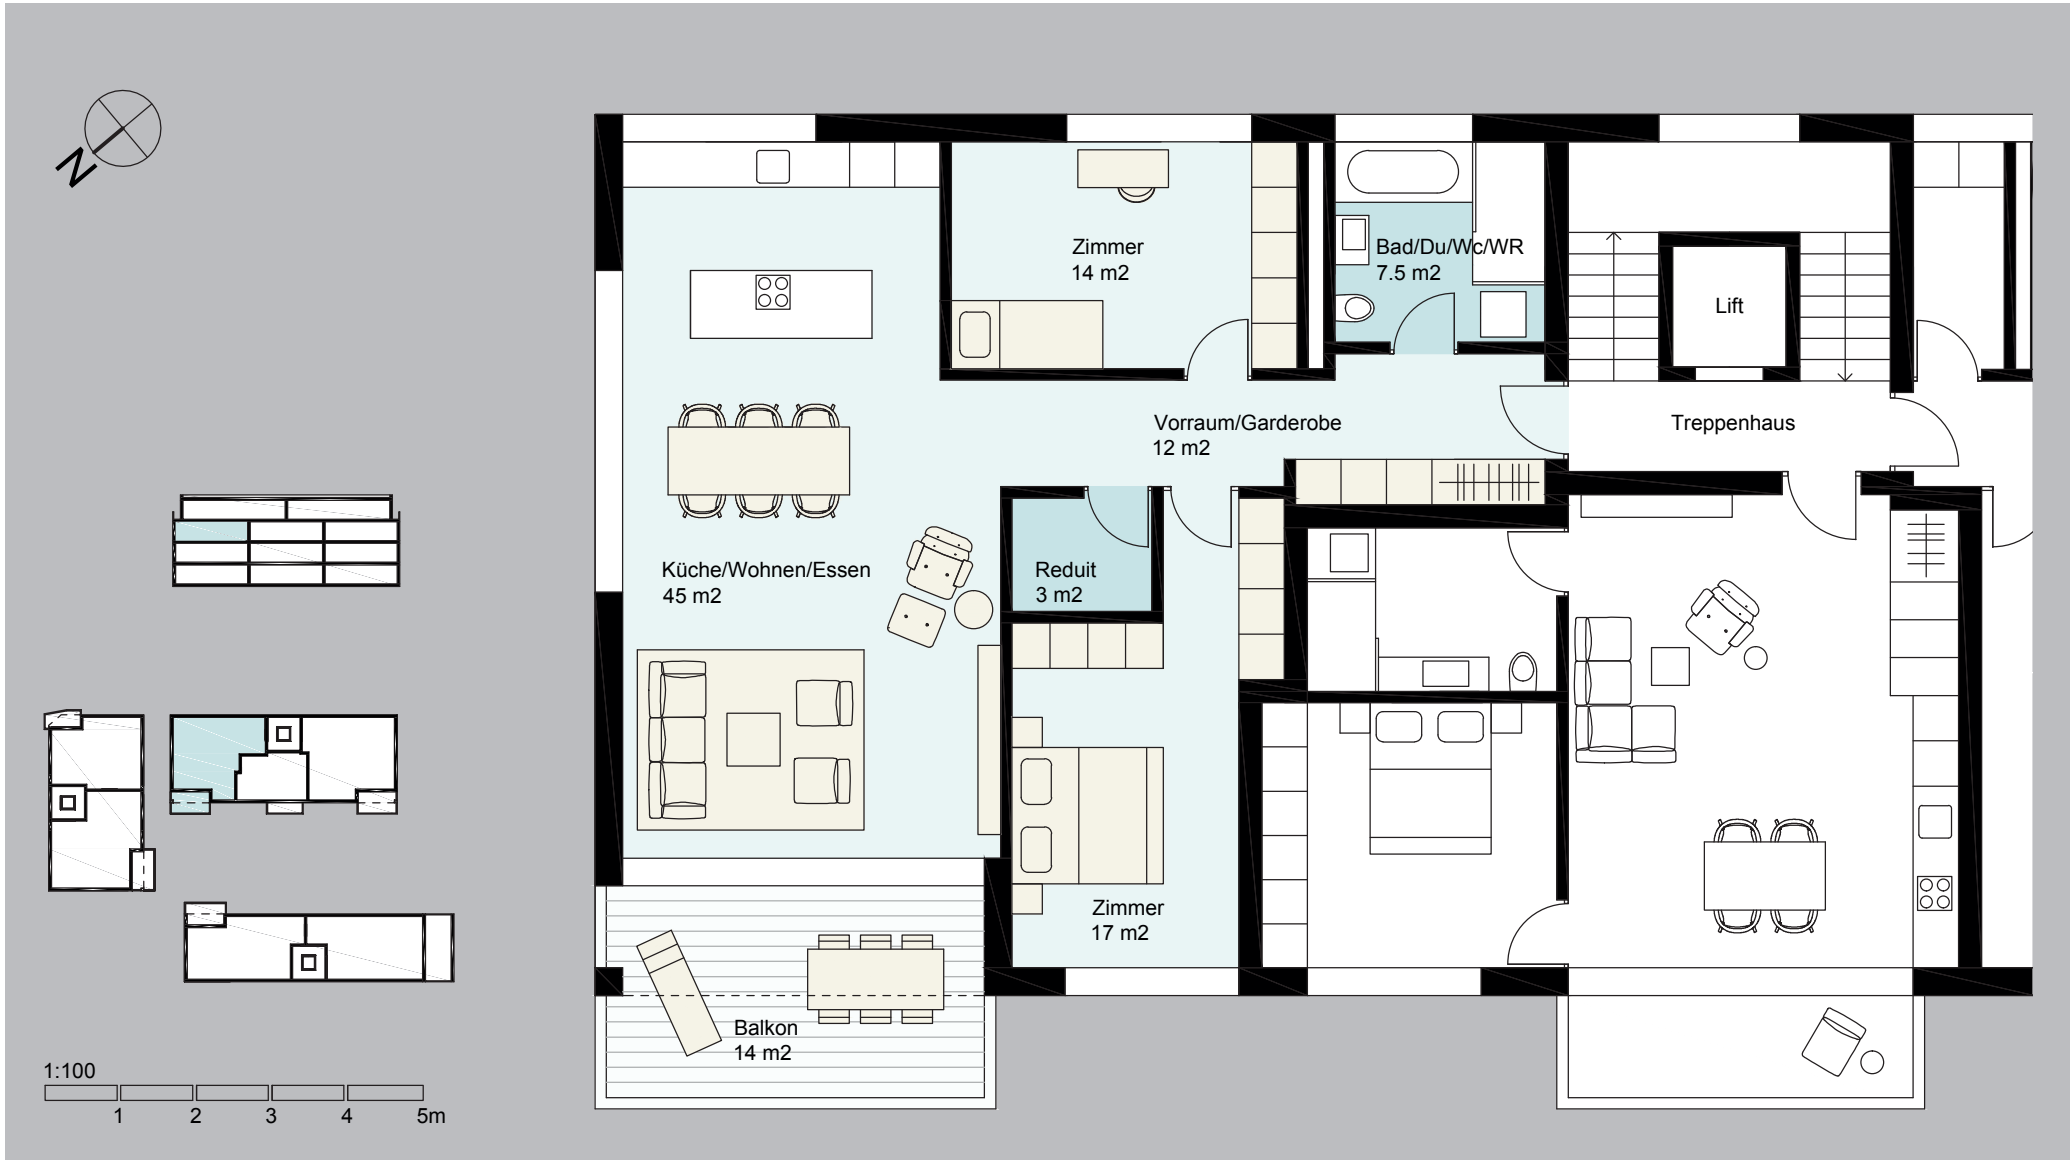 N
Zimmer
14 m2
Bad/Du/Wc/WR
7.5 m2
Lift
Vorraum/Garderobe
12 m2
Treppenhaus
Küche/Wohnen/Essen
45 m2
Reduit
3 m2
Zimmer
17 m2
Balkon
14 m2
1:100
1 2 3 4 5m